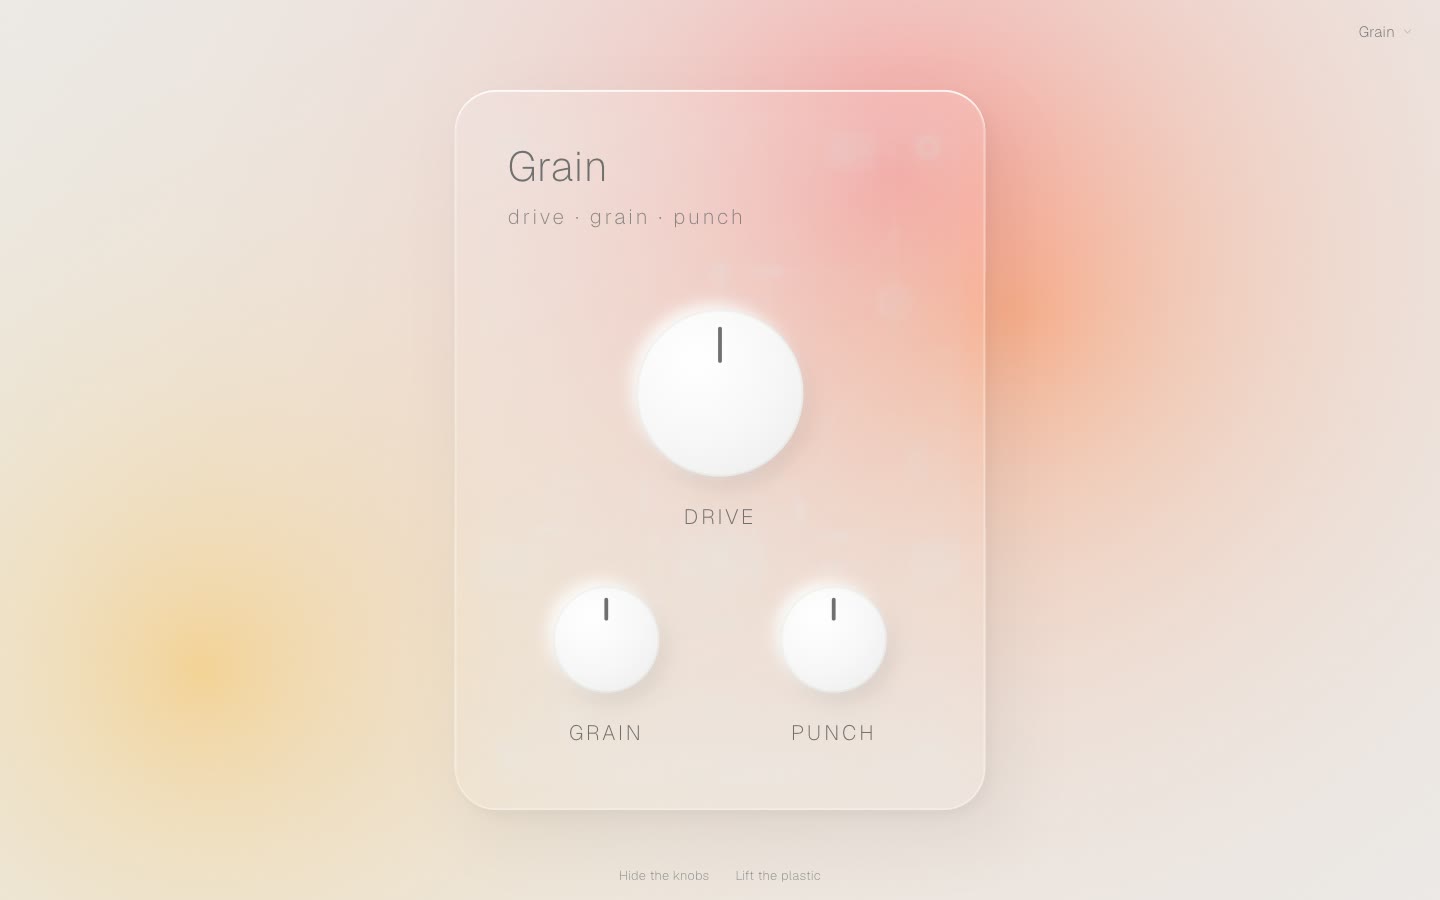 Grain
Grain
drive · grain · punch
DRIVE
GRAIN
PUNCH
Hide the knobs
Lift the plastic